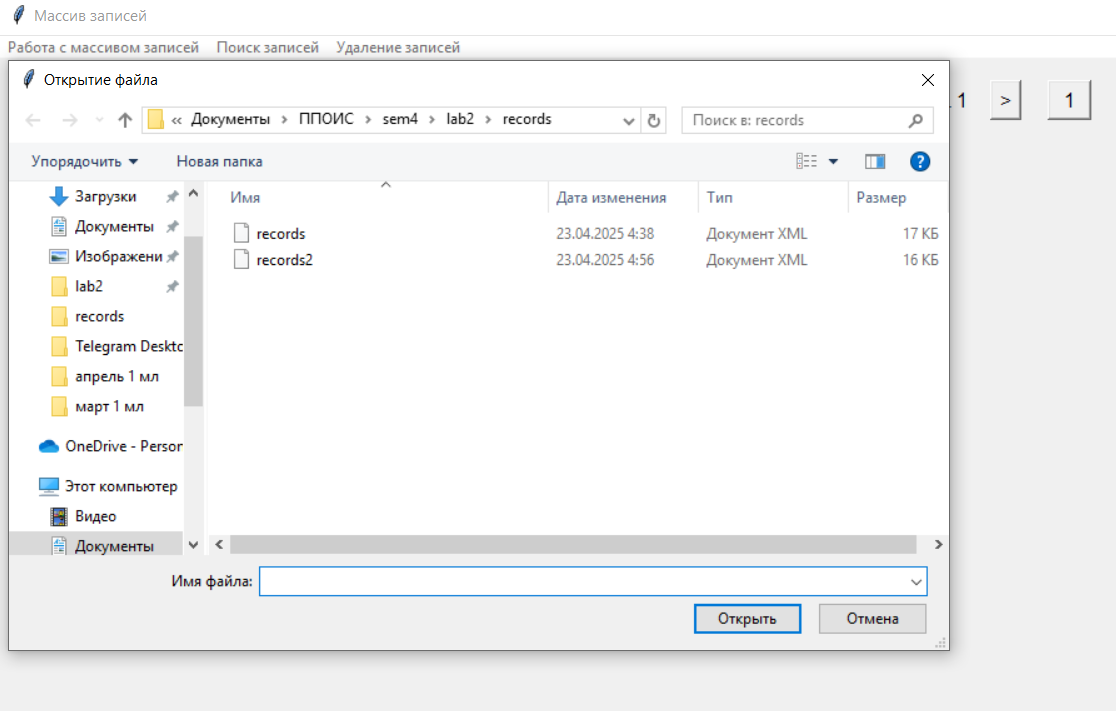 Массив записей
Работа с массивом записей Поиск записей Удаление записей
Открытие файла
« Документы > ППОИС > sem4 > lab2 > records
Поиск в: records
. 1 > 1
Упорядочить Новая папка
Имя Дата изменения Тип Размер
records 23.04.2025 4:38 Документ XML 17 КБ
records2 23.04.2025 4:56 Документ XML 16 КБ
Загрузки
Документы
Изображени
lab2
records
Telegram Deskto
апрель 1 мл
март 1 мл
OneDrive - Person
Этот компьютер
Видео
Документы
Имя файла:
Открыть Отмена